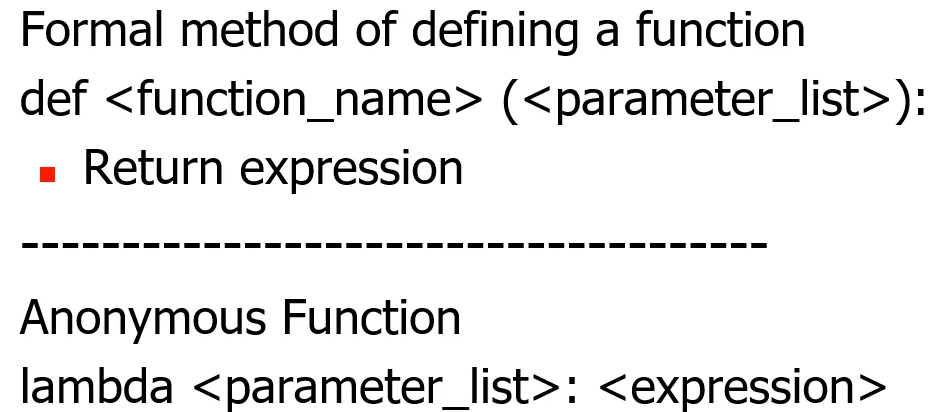 Formal method of defining a function
def <function_name> (<parameter_list>):
▪ Return expression
-------------------------------------
Anonymous Function
lambda <parameter_list>: <expression>